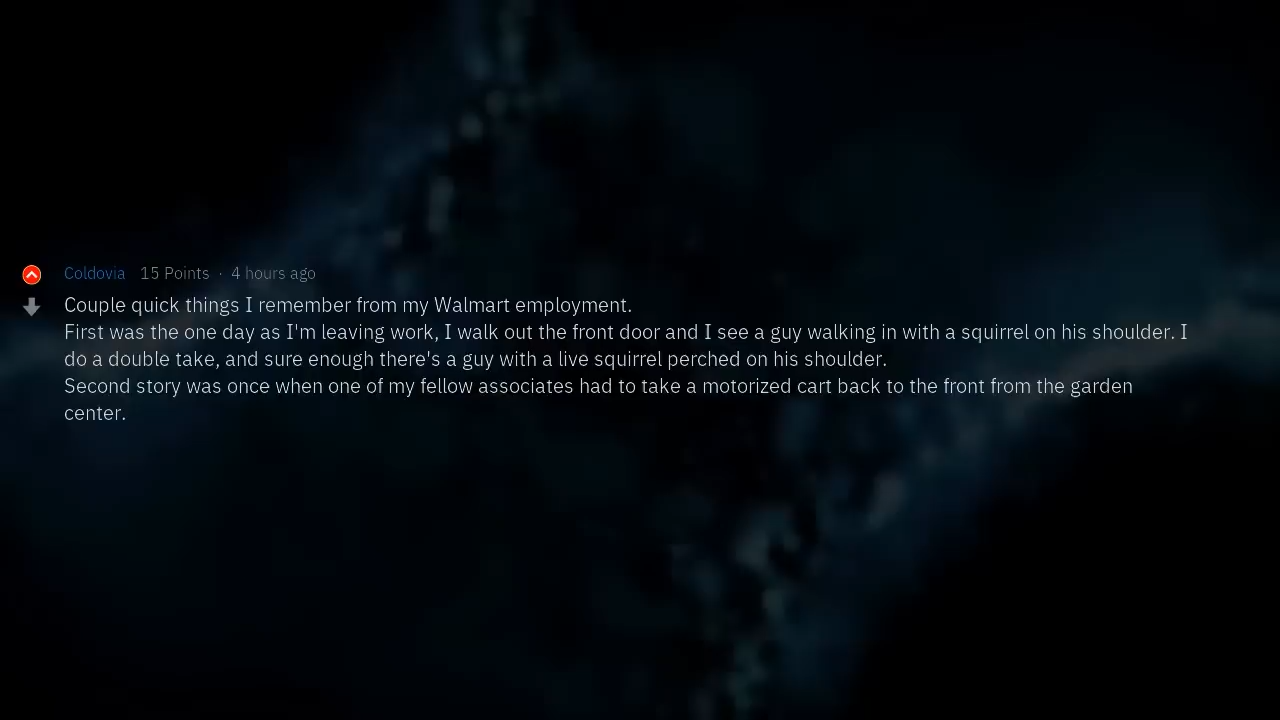 Coldovia 15 Points · 4 hours ago
Couple quick things I remember from my Walmart employment.
First was the one day as I'm leaving work, I walk out the front door and I see a guy walking in with a squirrel on his shoulder. I
do a double take, and sure enough there's a guy with a live squirrel perched on his shoulder.
Second story was once when one of my fellow associates had to take a motorized cart back to the front from the garden
center.